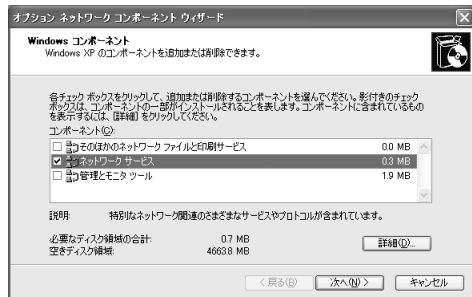 オプション ネットワーク コンポーネント ウィザード
Windows コンポーネント
Windows XP のコンポーネントを追加または削除できます。
各チェック ボックスをクリックして、追加または削除するコンポーネントを選んでください。影付きのチェック
ボックスは、コンポーネントの一部がインストールされることを表します。コンポーネントに含まれているもの
を表示するには、[詳細] をクリックしてください。
コンポーネント(C):
そのほかのネットワーク ファイルと印刷サービス 0.0 MB
ネットワーク サービス 0.3 MB
管理とモニタ ツール 1.9 MB
説明: 特別なネットワーク関連のさまざまなサービスやプロトコルが含まれています。
必要なディスク領域の合計: 0.7 MB
空きディスク領域: 4663.8 MB
詳細(D)...
< 戻る(B)
次へ(N) >
キャンセル